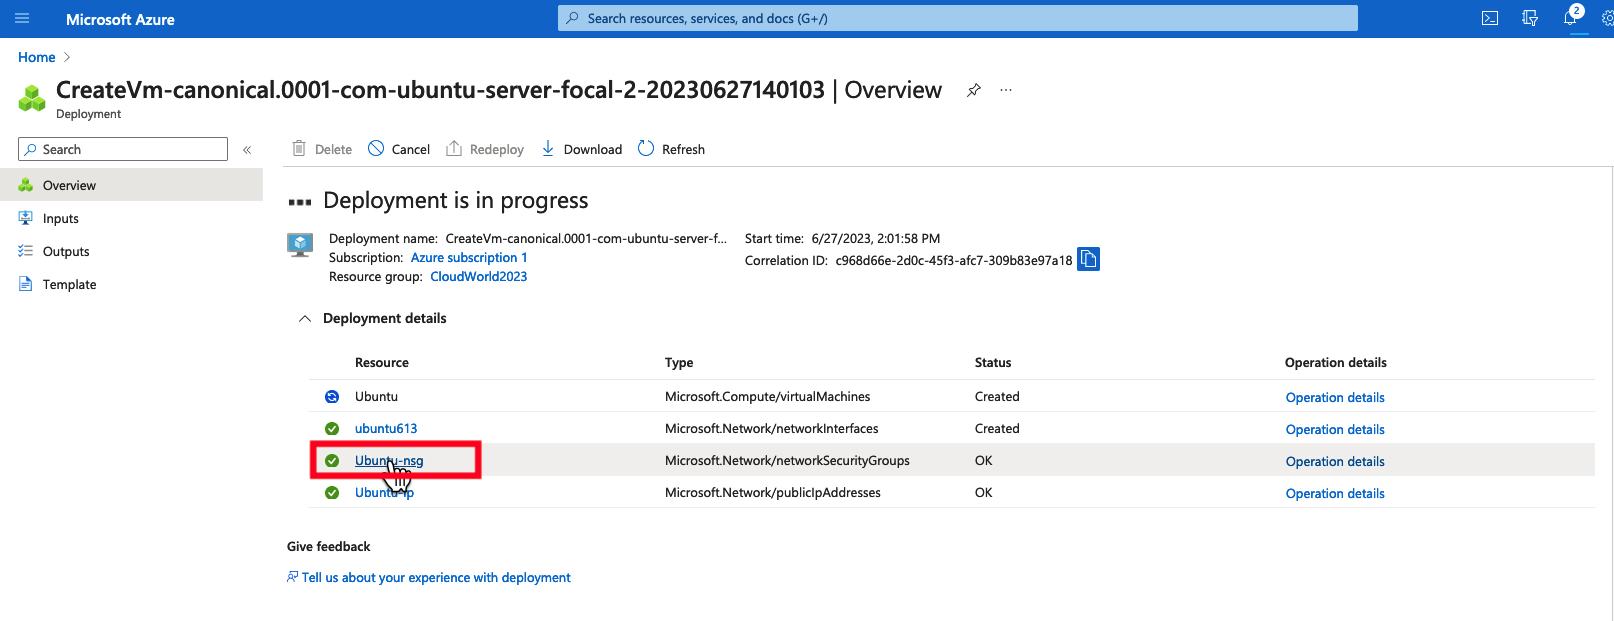 Microsoft Azure
Search resources, services, and docs (G+/)
2
Home
CreateVm-canonical.0001-com-ubuntu-server-focal-2-20230627140103 | Overview
Deployment
Search
Delete Cancel Redeploy Download Refresh
Overview
Inputs
Outputs
Template
Deployment is in progress
Deployment name: CreateVm-canonical.0001-com-ubuntu-server-f...
Subscription: Azure subscription 1
Resource group: CloudWorld2023
Start time: 6/27/2023, 2:01:58 PM
Correlation ID: c968d66e-2d0c-45f3-afc7-309b83e97a18
Deployment details
Resource Type Status Operation details
Ubuntu Microsoft.Compute/virtualMachines Created Operation details
ubuntu613 Microsoft.Network/networkInterfaces Created Operation details
Ubuntu-nsg Microsoft.Network/networkSecurityGroups OK Operation details
Ubuntu-ip Microsoft.Network/publicIpAddresses OK Operation details
Give feedback
Tell us about your experience with deployment